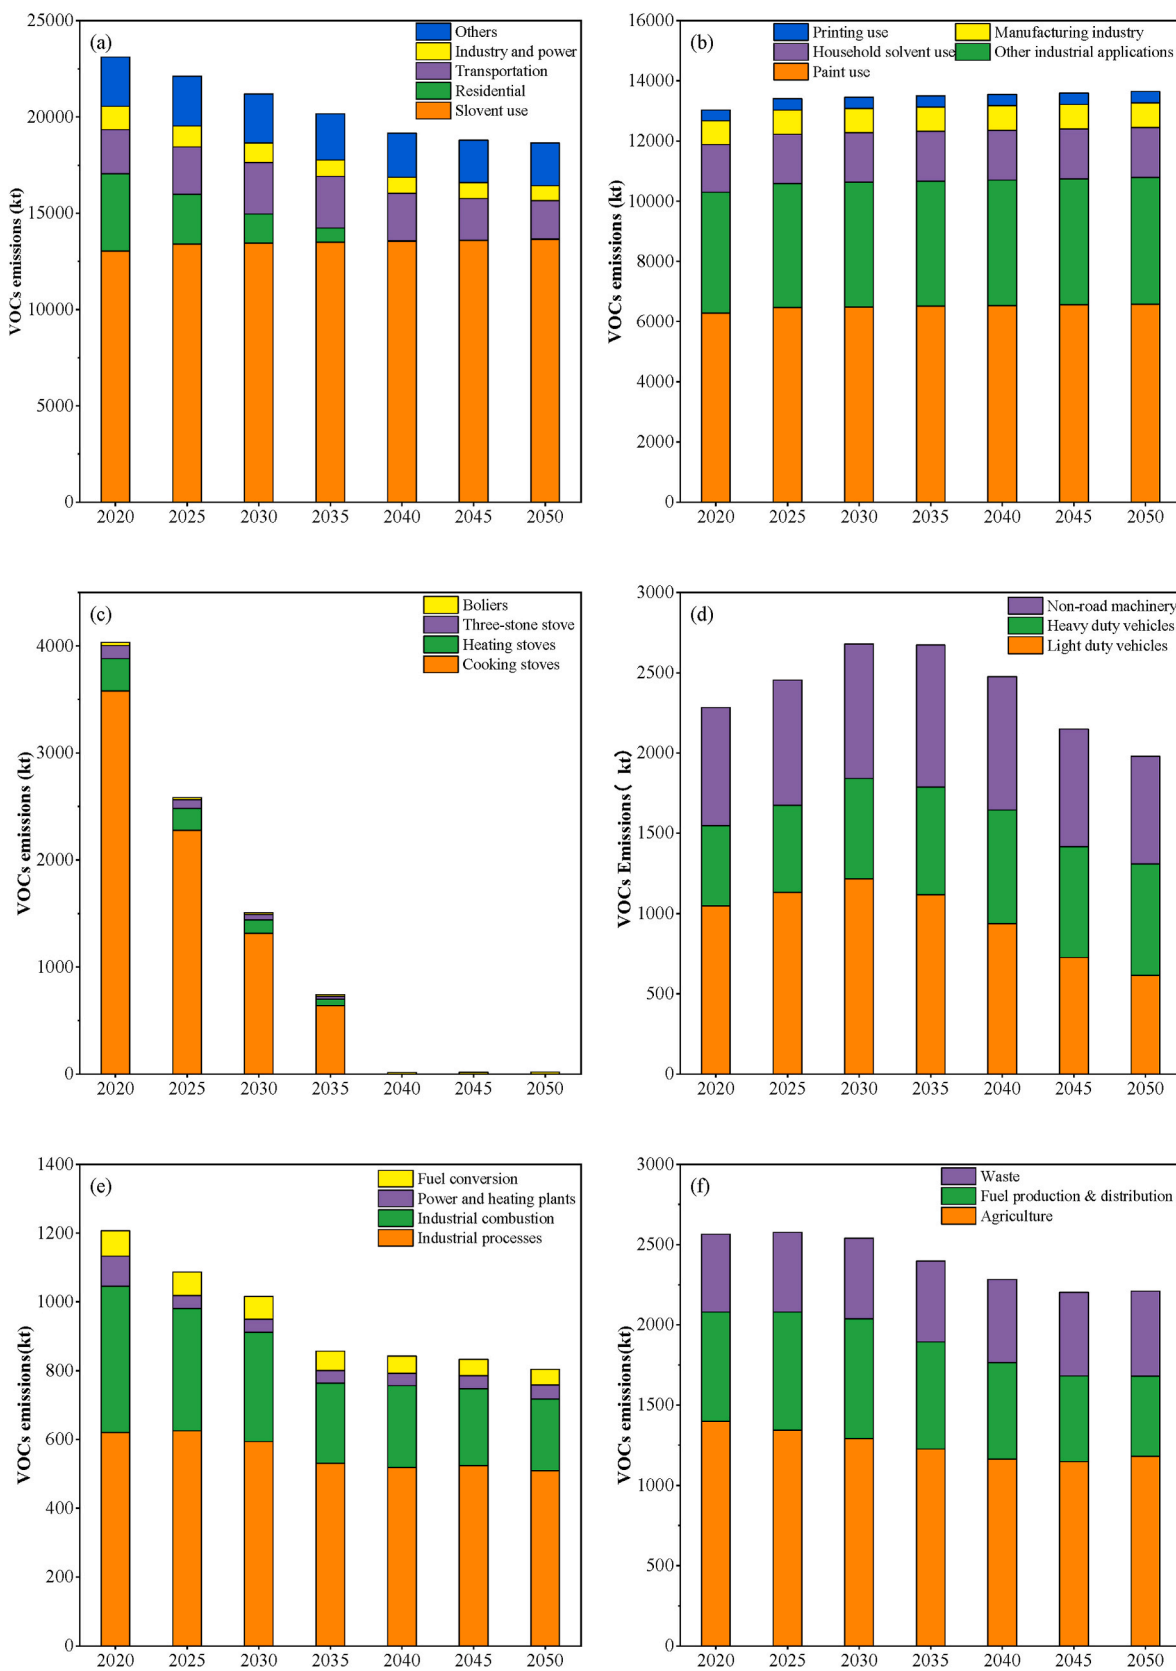 (a)
Others
Industry and power
Transportation
Residential
Slovent use
VOCs emissions (kt)
25000
20000
15000
10000
5000
0
2020 2025 2030 2035 2040 2045 2050
(b)
Printing use Manufacturing industry
Household solvent use Other industrial applications
Paint use
VOCs emissions (kt)
16000
14000
12000
10000
8000
6000
4000
2000
0
2020 2025 2030 2035 2040 2045 2050
(c)
Boliers
Three-stone stove
Heating stoves
Cooking stoves
VOCs emissions (kt)
4000
3000
2000
1000
0
2020 2025 2030 2035 2040 2045 2050
(d)
Non-road machinery
Heavy duty vehicles
Light duty vehicles
VOCs Emissions( kt)
3000
2500
2000
1500
1000
500
0
2020 2025 2030 2035 2040 2045 2050
(e)
Fuel conversion
Power and heating plants
Industrial combustion
Industrial processes
VOCs emissions(kt)
1400
1200
1000
800
600
400
200
0
2020 2025 2030 2035 2040 2045 2050
(f)
Waste
Fuel production & distribution
Agriculture
VOCs emissions(kt)
3000
2500
2000
1500
1000
500
0
2020 2025 2030 2035 2040 2045 2050